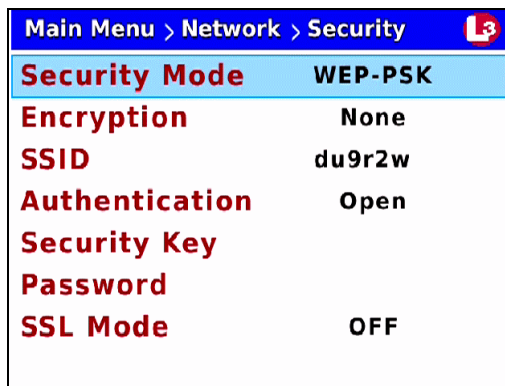 Main Menu > Network > Security L3
Security Mode WEP-PSK
Encryption None
SSID du9r2w
Authentication Open
Security Key
Password
SSL Mode OFF